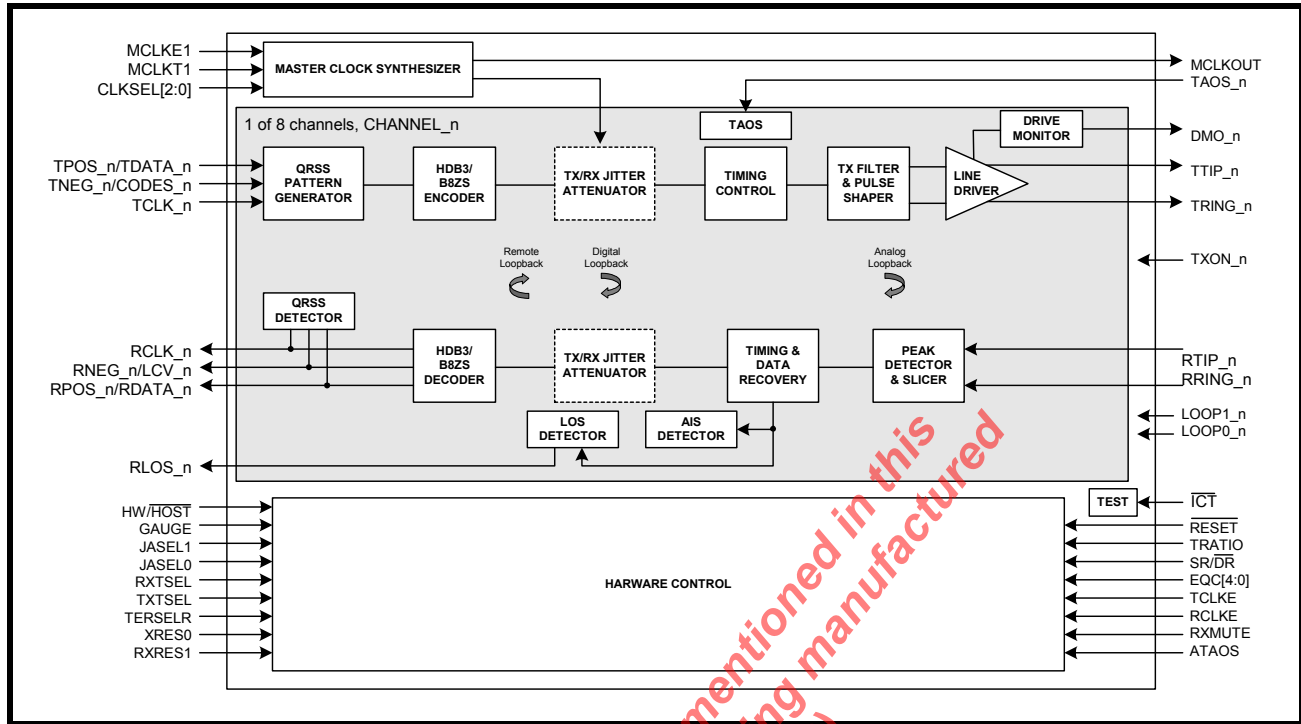 MCLKE1
MCLKT1
CLKSEL[2:0]
MASTER CLOCK SYNTHESIZER
MCLKOUT
TAOS_n
1 of 8 channels, CHANNEL_n
TAOS
DRIVE
MONITOR
DMO_n
TPOS_n/TDATA_n
TNEG_n/CODES_n
TCLK_n
QRSS
PATTERN
GENERATOR
HDB3/
B8ZS
ENCODER
TX/RX JITTER
ATTENUATOR
TIMING
CONTROL
TX FILTER
& PULSE
SHAPER
LINE
DRIVER
TTIP_n
TRING_n
Remote
Loopback
Digital
Loopback
Analog
Loopback
TXON_n
QRSS
DETECTOR
RCLK_n
RNEG_n/LCV_n
RPOS_n/RDATA_n
HDB3/
B8ZS
DECODER
TX/RX JITTER
ATTENUATOR
TIMING &
DATA
RECOVERY
PEAK
DETECTOR
& SLICER
RTIP_n
RRING_n
LOS
DETECTOR
AIS
DETECTOR
LOOP1_n
LOOP0_n
RLOS_n
HW/HOST
GAUGE
JASEL1
JASEL0
RXTSEL
TXTSEL
TERSELR
XRES0
RXRES1
HARWARE CONTROL
TEST
ICT
RESET
TRATIO
SR/DR
EQC[4:0]
TCLKE
RCLKE
RXMUTE
ATAOS
mentioned in this
ing manufactured